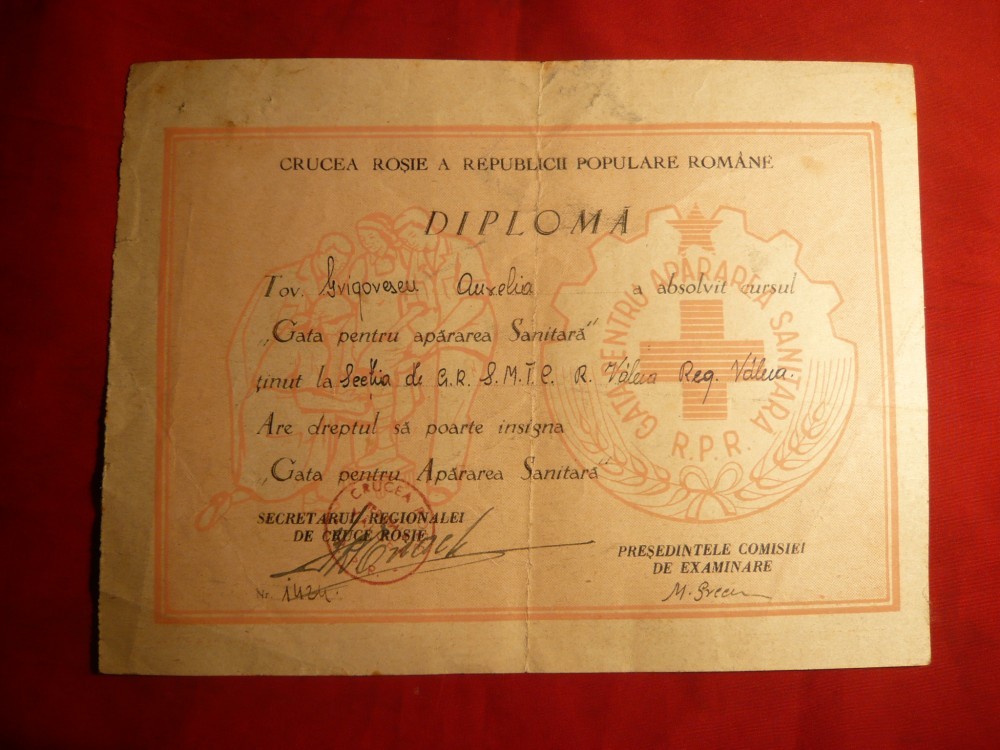 CRUCEA ROȘIE A REPUBLICII POPULARE ROMÂNE
DIPLOMĂ
Tov. Grigorescu Aurelia a absolvit cursul
„Gata pentru apărarea Sanitară”
ținut la Secția de G.R. S.M.T.C. R. Vâlcea Reg. Vâlcea.
Are dreptul să poarte insigna
„Gata pentru Apărarea Sanitară”
GATA PENTRU APĂRAREA SANITARĂ
R.P.R.
SECRETARUL REGIONALEI
DE CRUCE ROȘIE
CRUCEA
PREȘEDINTELE COMISIEI
DE EXAMINARE
Nr. 1424.